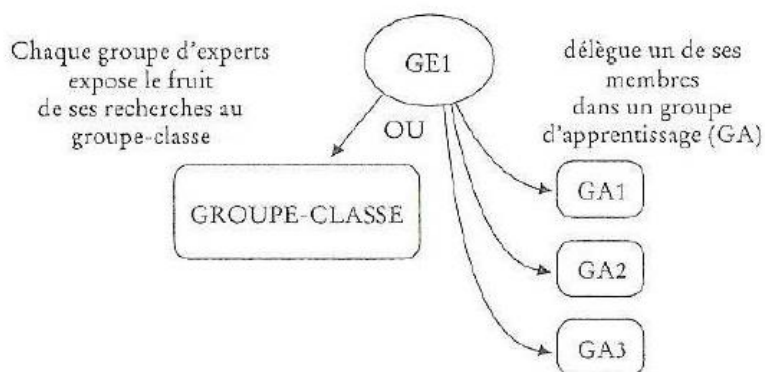 Chaque groupe d'experts
expose le fruit
de ses recherches au
groupe-classe
GE1
OU
délègue un de ses
membres
dans un groupe
d'apprentissage (GA)
GROUPE-CLASSE
GA1
GA2
GA3